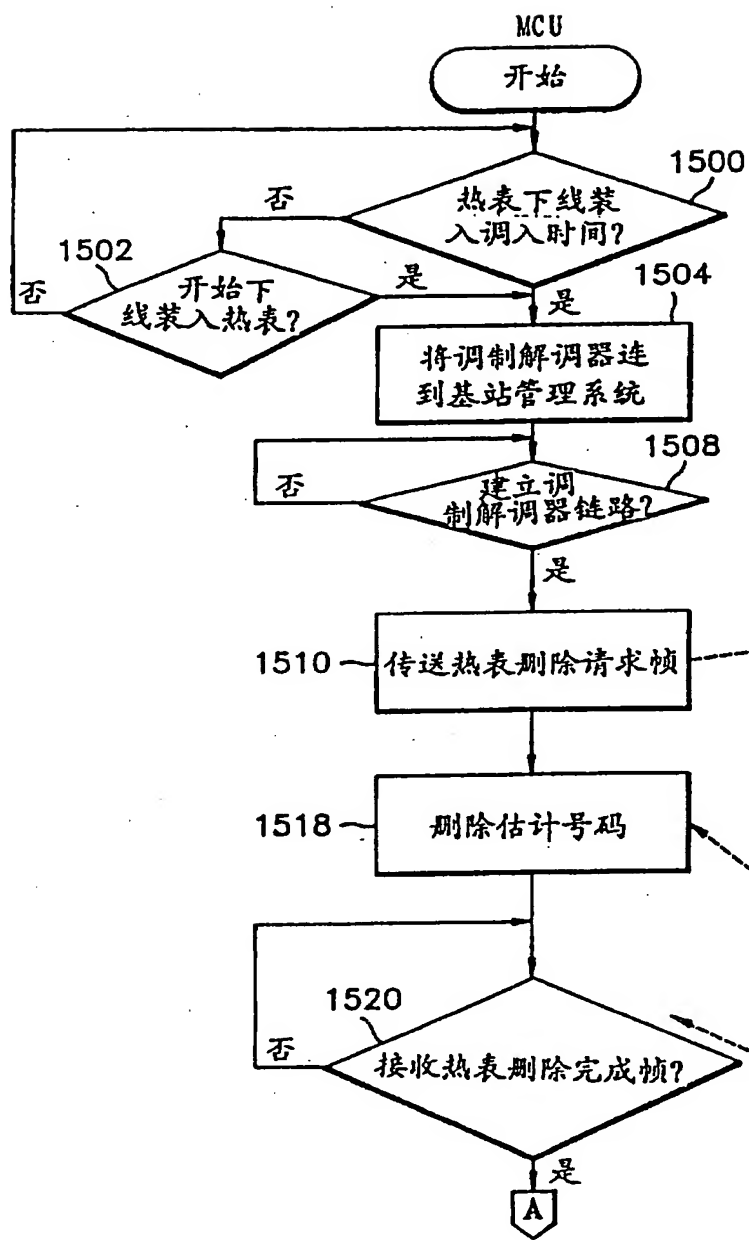 MCU
开始
1500
热表下线装
入调入时间?
否
1502
开始下
线装入热表?
否
是
是
1504
将调制解调器连
到基站管理系统
1508
建立调
制解调器链路?
否
是
1510
传送热表删除请求帧
1518
删除估计号码
1520
接收热表删除完成帧?
否
是
A